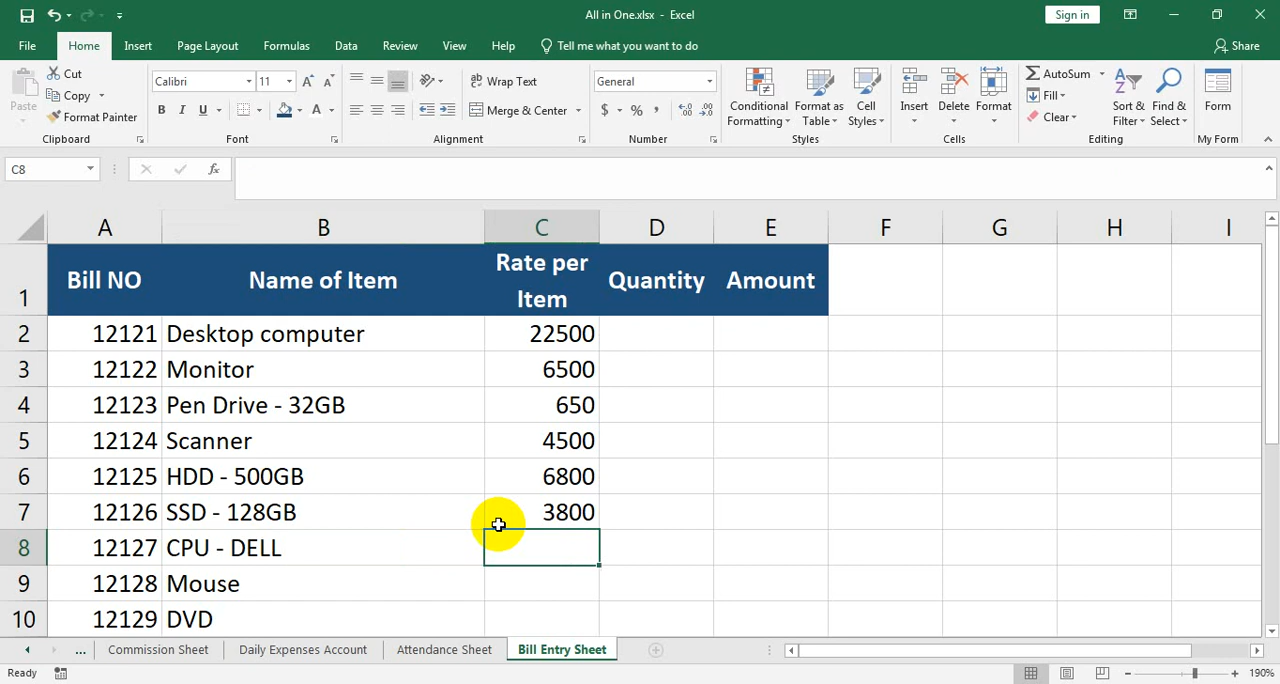 All in One.xlsx - Excel
Sign in
File Home Insert Page Layout Formulas Data Review View Help Tell me what you want to do Share
Paste
Cut
Copy
Format Painter
Clipboard
Calibri 11
B I U A
Font
Wrap Text
Merge & Center
Alignment
General
$ % ,
Number
Conditional Formatting
Format as Table
Cell Styles
Styles
Insert
Delete
Format
Cells
AutoSum
Fill
Clear
Sort & Filter
Find & Select
Editing
Form
My Form
C8 fx
A B C D E F G H I
1 Bill NO Name of Item Rate per Item Quantity Amount
2 12121 Desktop computer 22500
3 12122 Monitor 6500
4 12123 Pen Drive - 32GB 650
5 12124 Scanner 4500
6 12125 HDD - 500GB 6800
7 12126 SSD - 128GB 3800
8 12127 CPU - DELL
9 12128 Mouse
10 12129 DVD
... Commission Sheet Daily Expenses Account Attendance Sheet Bill Entry Sheet
Ready 190%